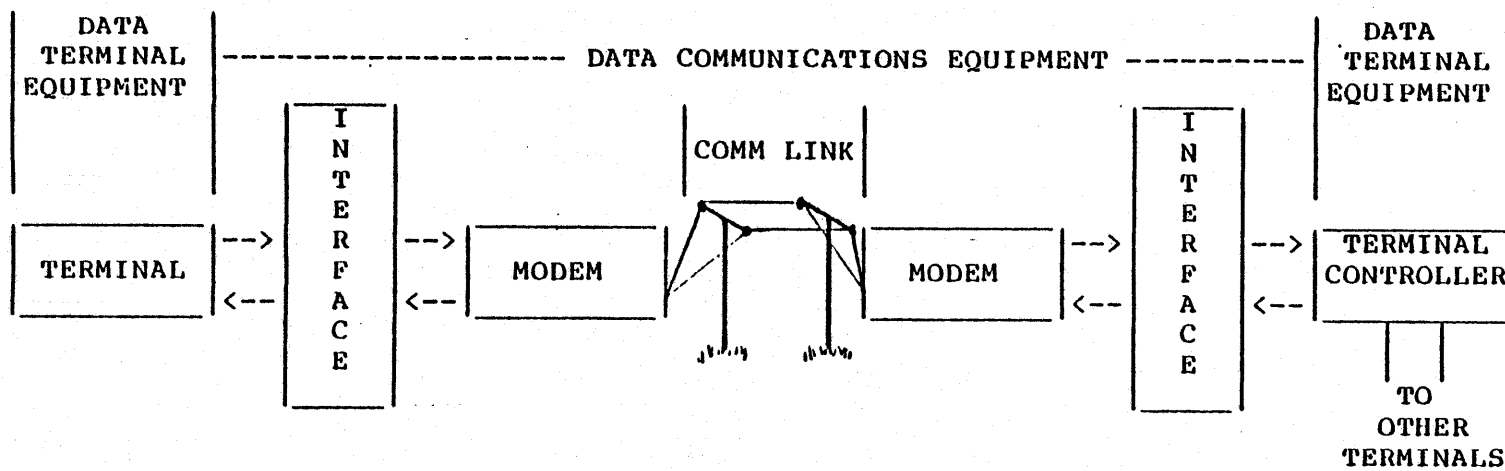 DATA
TERMINAL
EQUIPMENT
DATA COMMUNICATIONS EQUIPMENT
DATA
TERMINAL
EQUIPMENT
INTERFACE
COMM LINK
INTERFACE
TERMINAL
MODEM
MODEM
TERMINAL
CONTROLLER
TO
OTHER
TERMINALS